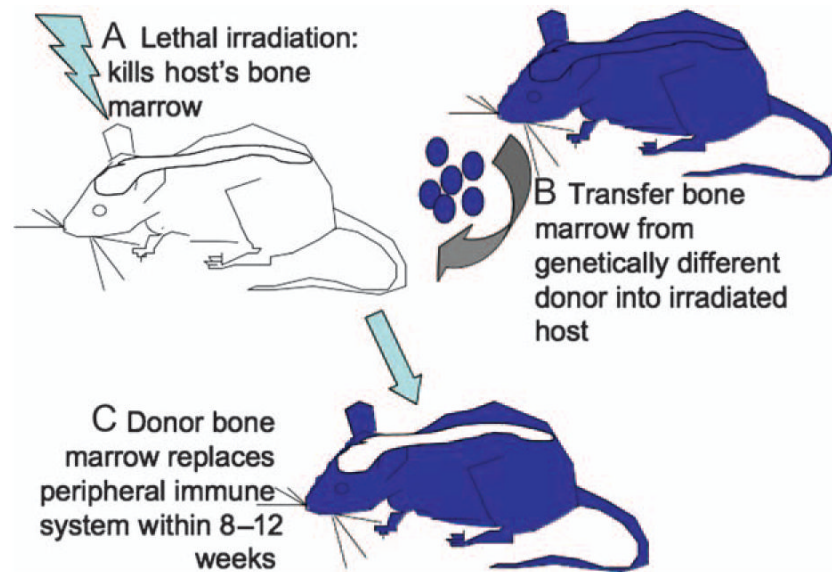 A Lethal irradiation:
kills host's bone
marrow
B Transfer bone
marrow from
genetically different
donor into irradiated
host
C Donor bone
marrow replaces
peripheral immune
system within 8–12
weeks